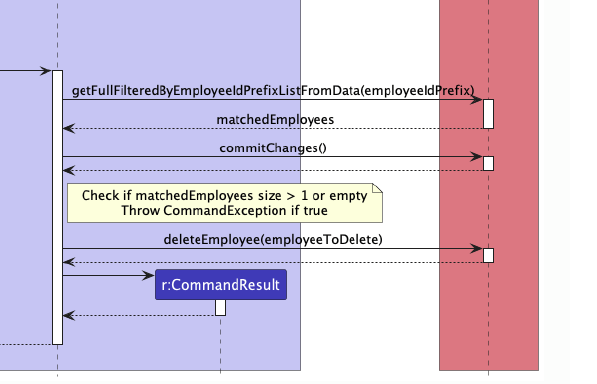 getFullFilteredByEmployeeIdPrefixListFromData(employeeIdPrefix)
matchedEmployees
commitChanges()
Check if matchedEmployees size > 1 or empty
Throw CommandException if true
deleteEmployee(employeeToDelete)
r:CommandResult